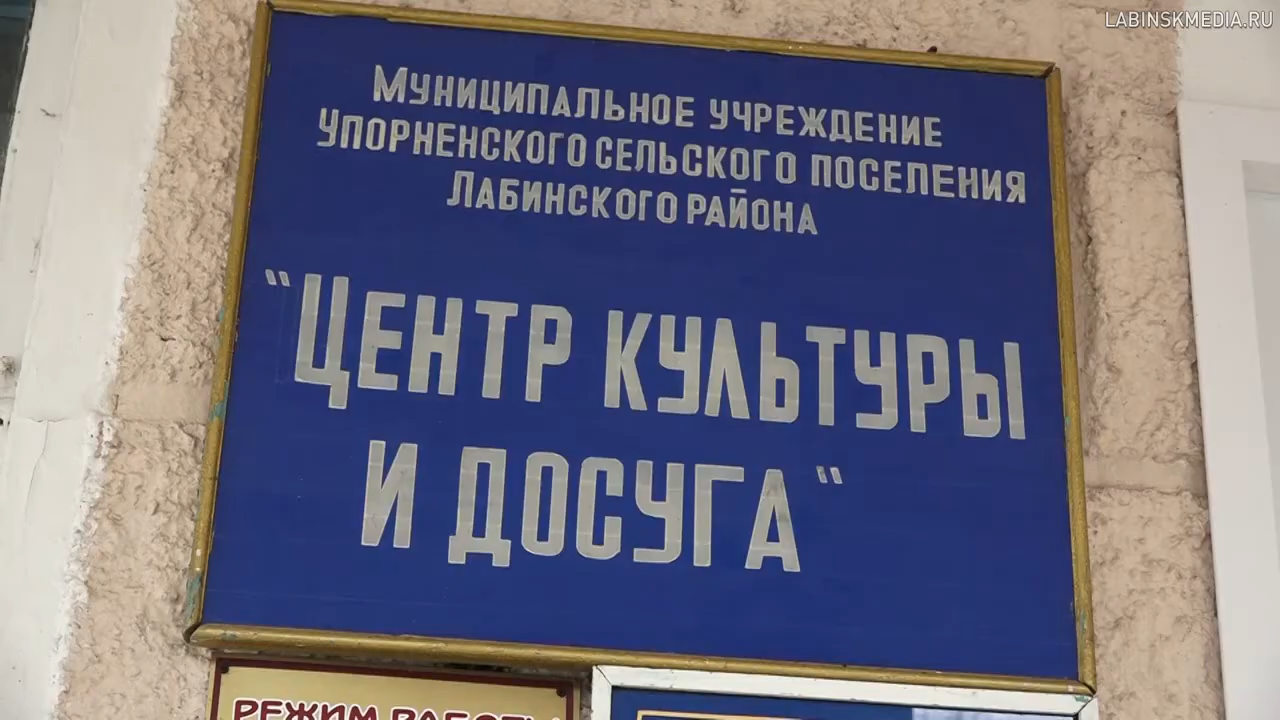 LABINSKMEDIA.RU
МУНИЦИПАЛЬНОЕ УЧРЕЖДЕНИЕ
УПОРНЕНСКОГО СЕЛЬСКОГО ПОСЕЛЕНИЯ
ЛАБИНСКОГО РАЙОНА
"ЦЕНТР КУЛЬТУРЫ
И ДОСУГА"
РЕЖИМ РАБОТЫ